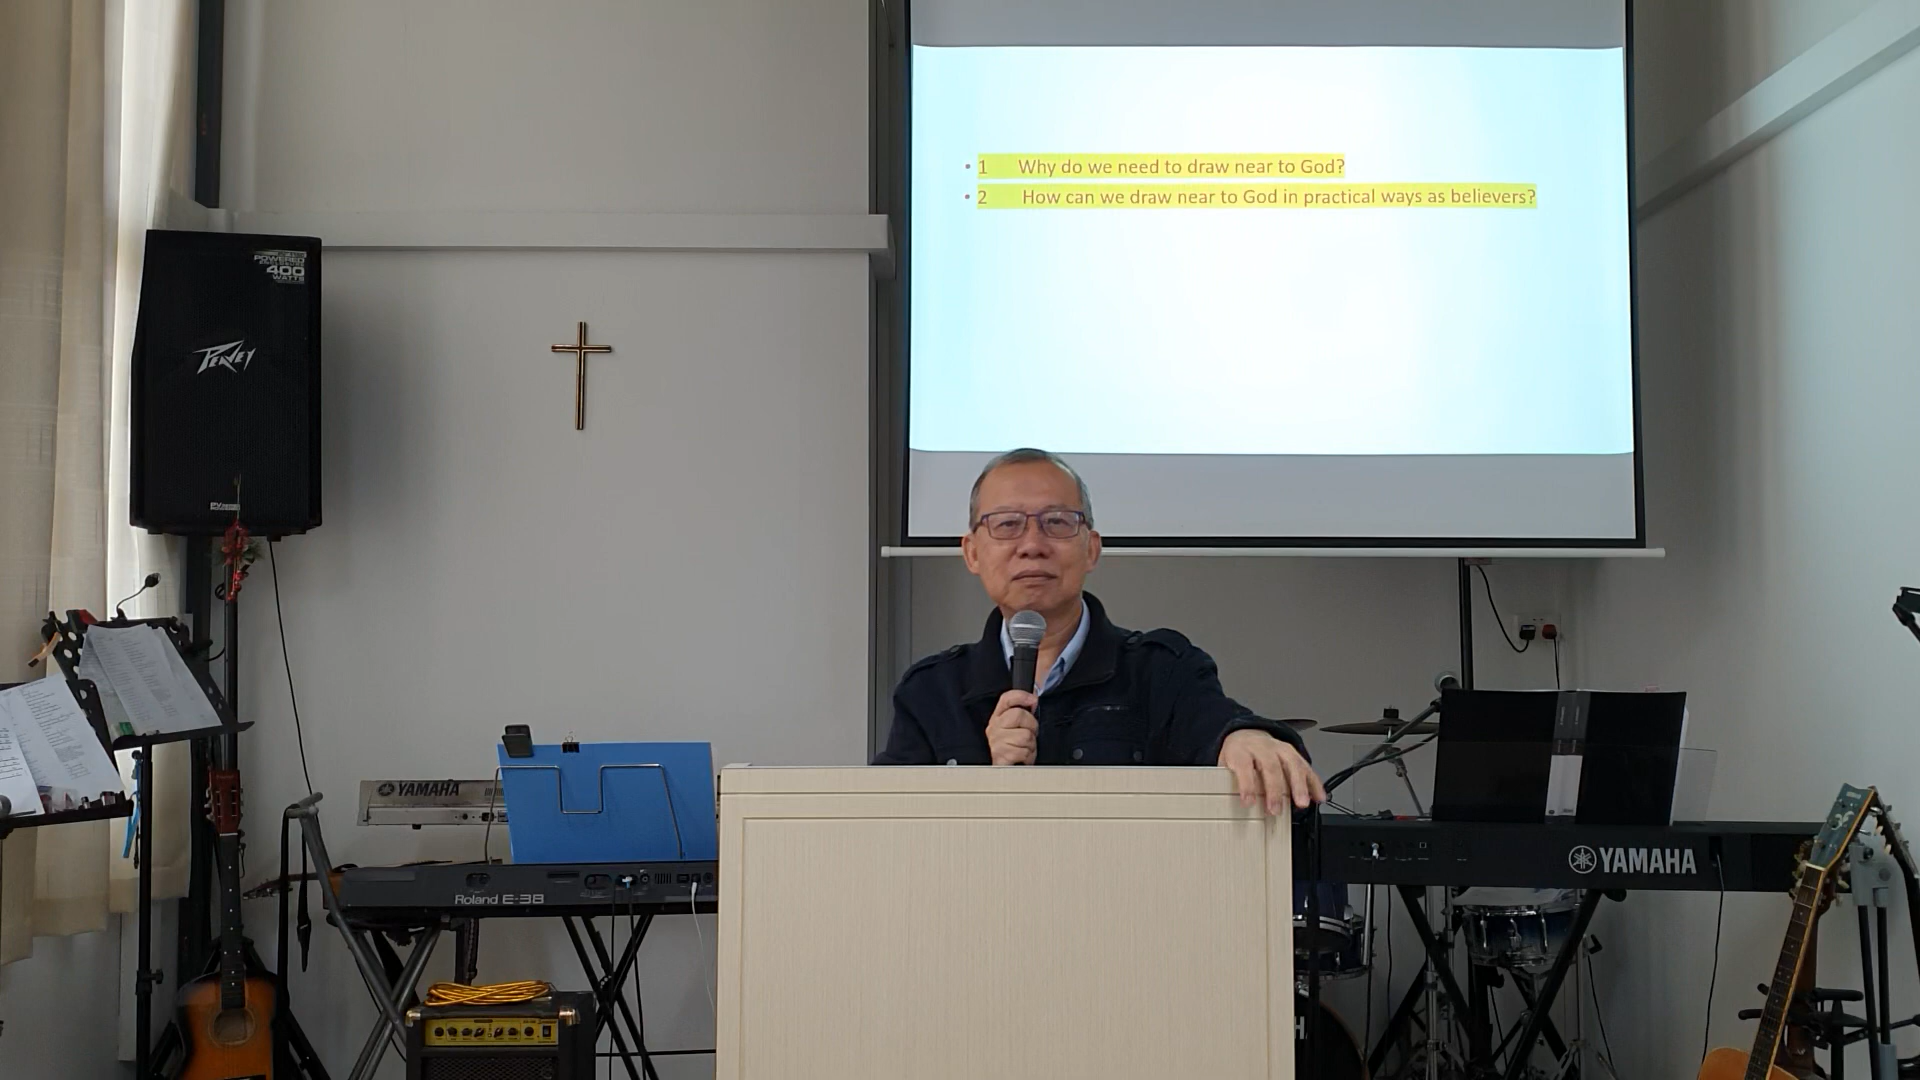 • 1 Why do we need to draw near to God?
• 2 How can we draw near to God in practical ways as believers?
POWERED
400
WATTS
PEAVEY
YAMAHA
Roland E-38
YAMAHA